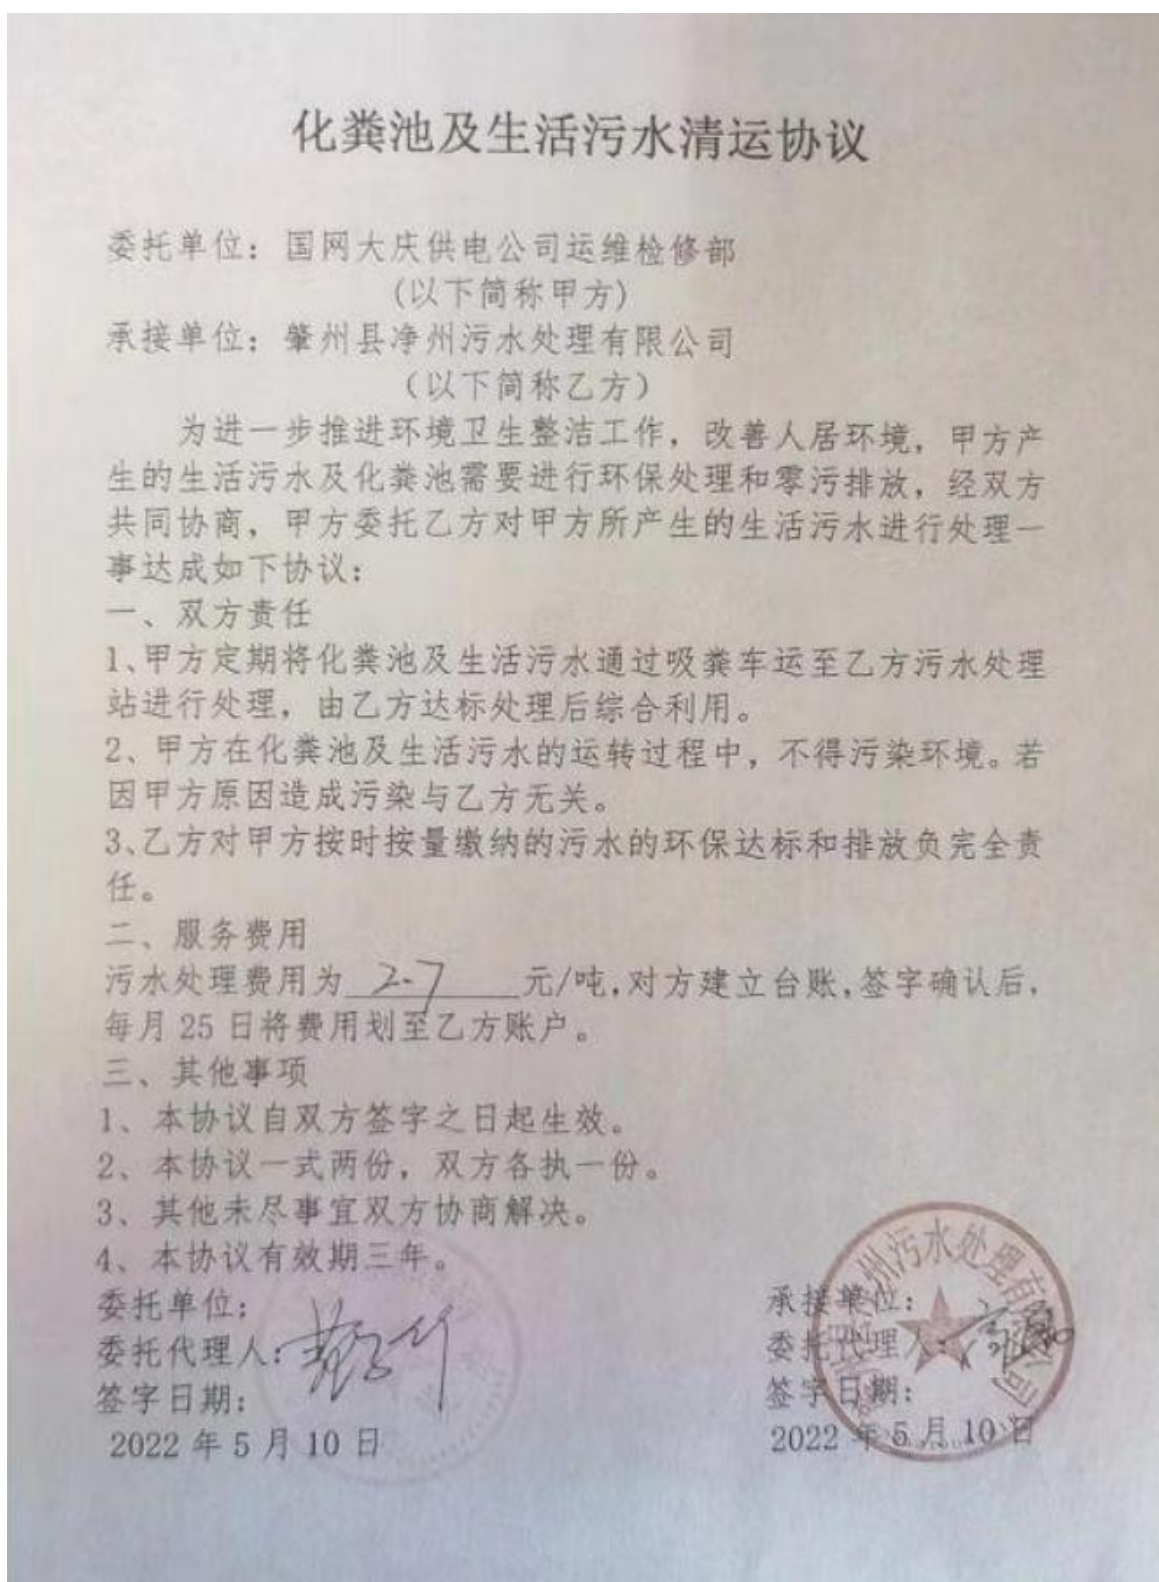 化粪池及生活污水清运协议
委托单位：国网大庆供电公司运维检修部
(以下简称甲方)
承接单位：肇州县净州污水处理有限公司
（以下简称乙方）
为进一步推进环境卫生整洁工作，改善人居环境，甲方产
生的生活污水及化粪池需要进行环保处理和零污排放，经双方
共同协商，甲方委托乙方对甲方所产生的生活污水进行处理一
事达成如下协议：
一、双方责任
1、甲方定期将化粪池及生活污水通过吸粪车运至乙方污水处理
站进行处理，由乙方达标处理后综合利用。
2、甲方在化粪池及生活污水的运转过程中，不得污染环境。若
因甲方原因造成污染与乙方无关。
3、乙方对甲方按时按量缴纳的污水的环保达标和排放负完全责
任。
二、服务费用
污水处理费用为 2.7 元/吨，对方建立台账，签字确认后，
每月 25 日将费用划至乙方账户。
三、其他事项
1、本协议自双方签字之日起生效。
2、本协议一式两份，双方各执一份。
3、其他未尽事宜双方协商解决。
4、本协议有效期三年。
委托单位：
委托代理人：
签字日期：
2022 年 5 月 10 日
承接单位：
委托代理人：
签字日期：
2022 年 5 月 10 日
州污水处理有限公司